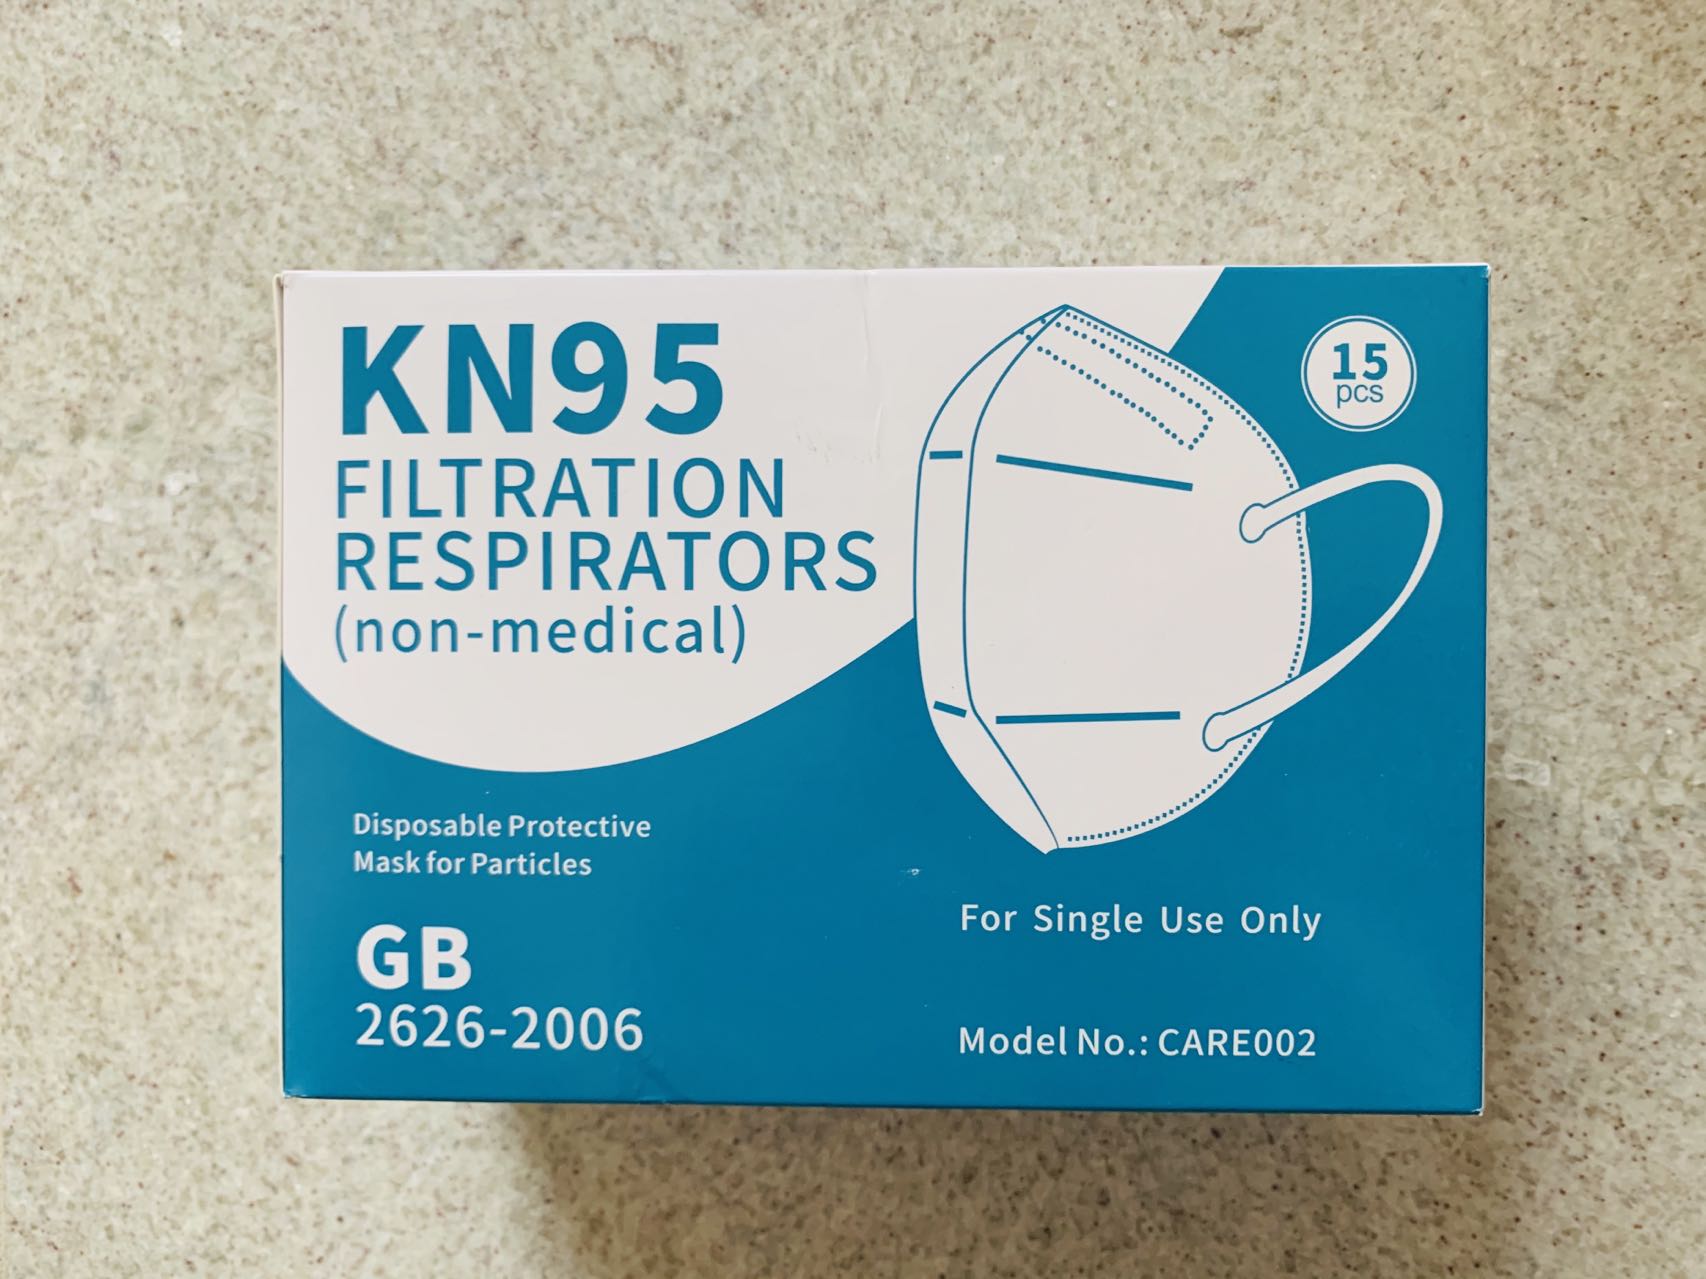 KN95
FILTRATION
RESPIRATORS
(non-medical)
15
pcs
Disposable Protective
Mask for Particles
GB
2626-2006
For Single Use Only
Model No.: CARE002